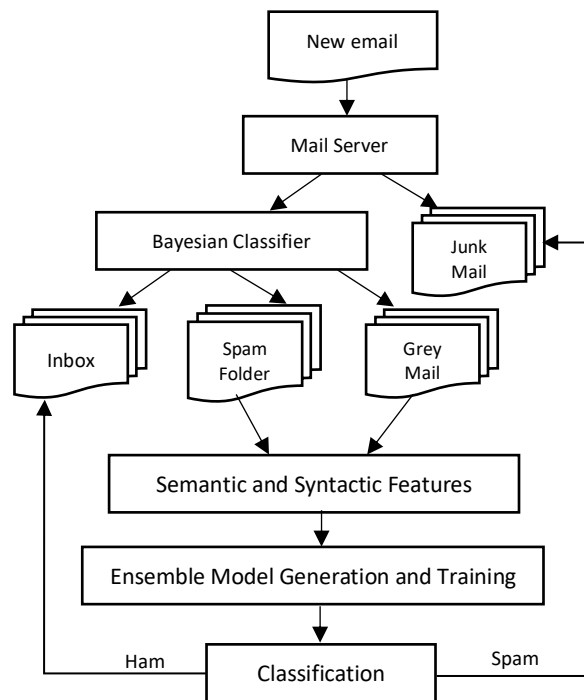 New email
Mail Server
Junk
Mail
Bayesian Classifier
Inbox
Spam
Folder
Grey
Mail
Semantic and Syntactic Features
Ensemble Model Generation and Training
Ham
Classification
Spam